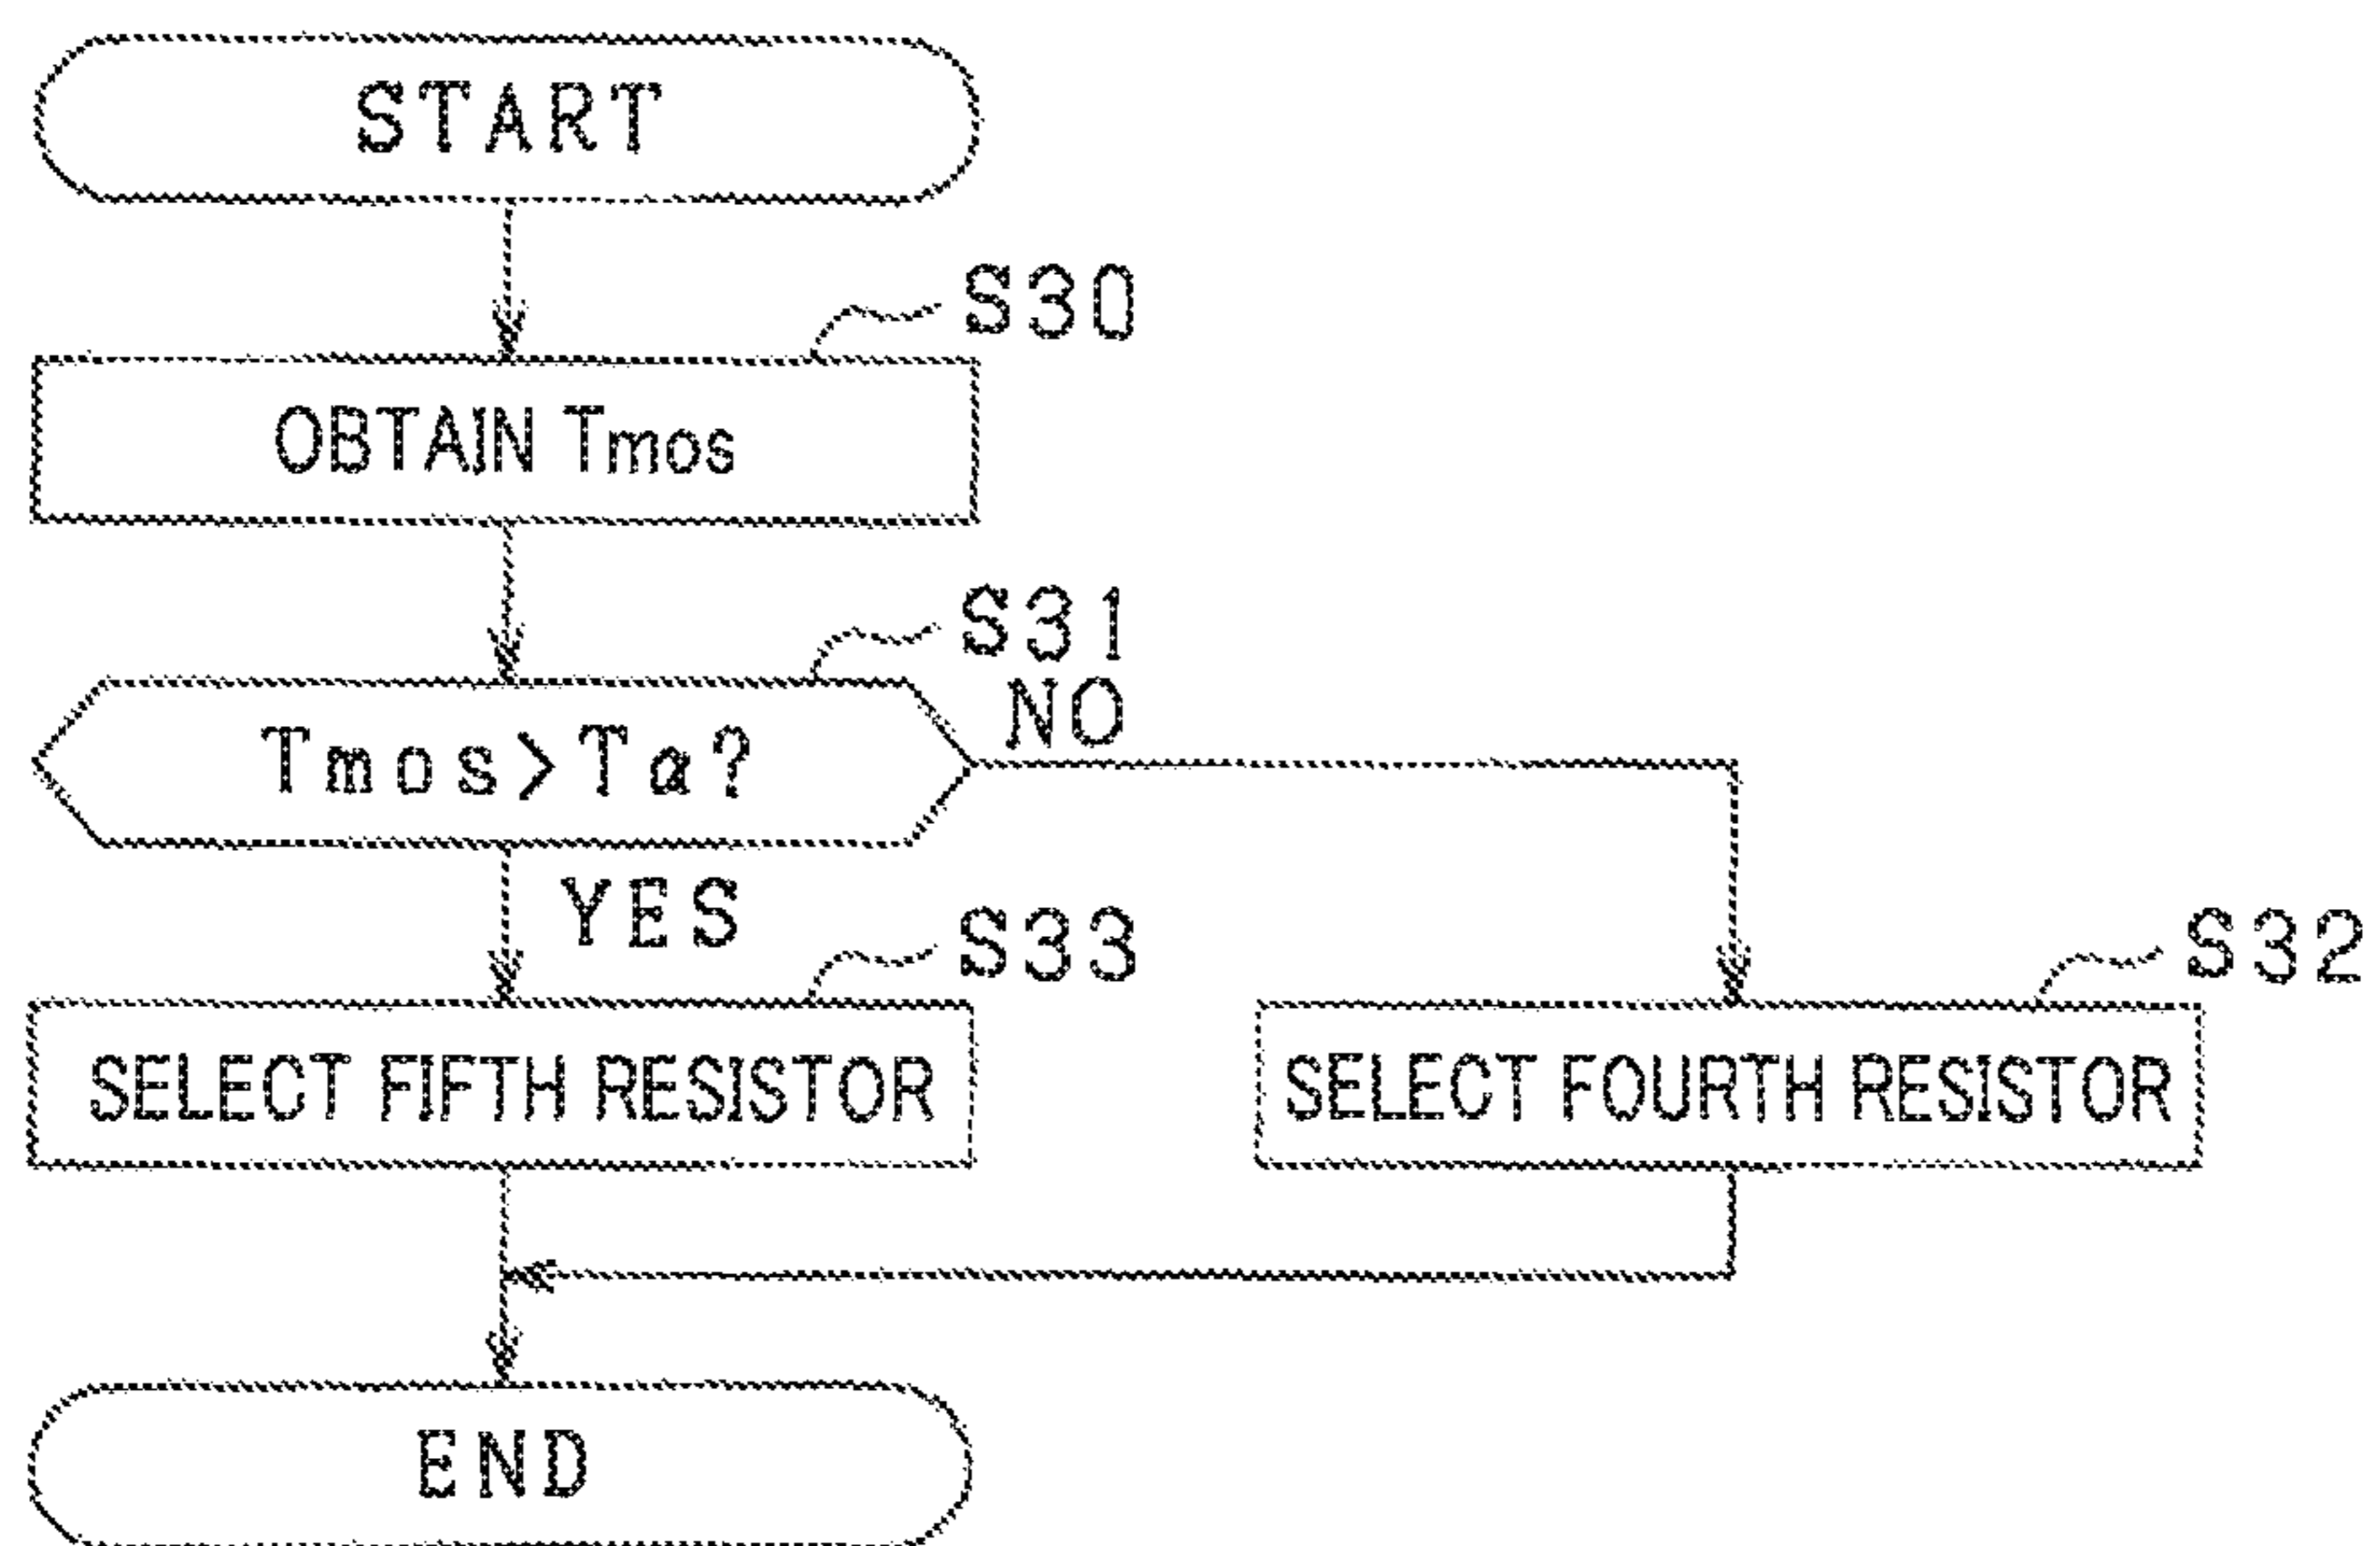 START
S30
OBTAIN Tmos
S31
NO
Tmos>Tα?
YES
S33
S32
SELECT FIFTH RESISTOR
SELECT FOURTH RESISTOR
END